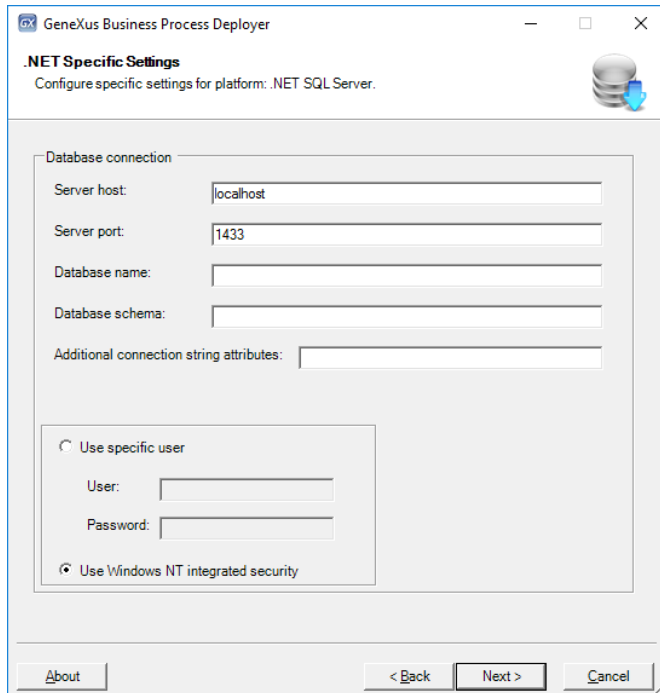 GX GeneXus Business Process Deployer
.NET Specific Settings
Configure specific settings for platform: .NET SQL Server.
Database connection
Server host: localhost
Server port: 1433
Database name:
Database schema:
Additional connection string attributes:
Use specific user
User:
Password:
Use Windows NT integrated security
About < Back Next > Cancel